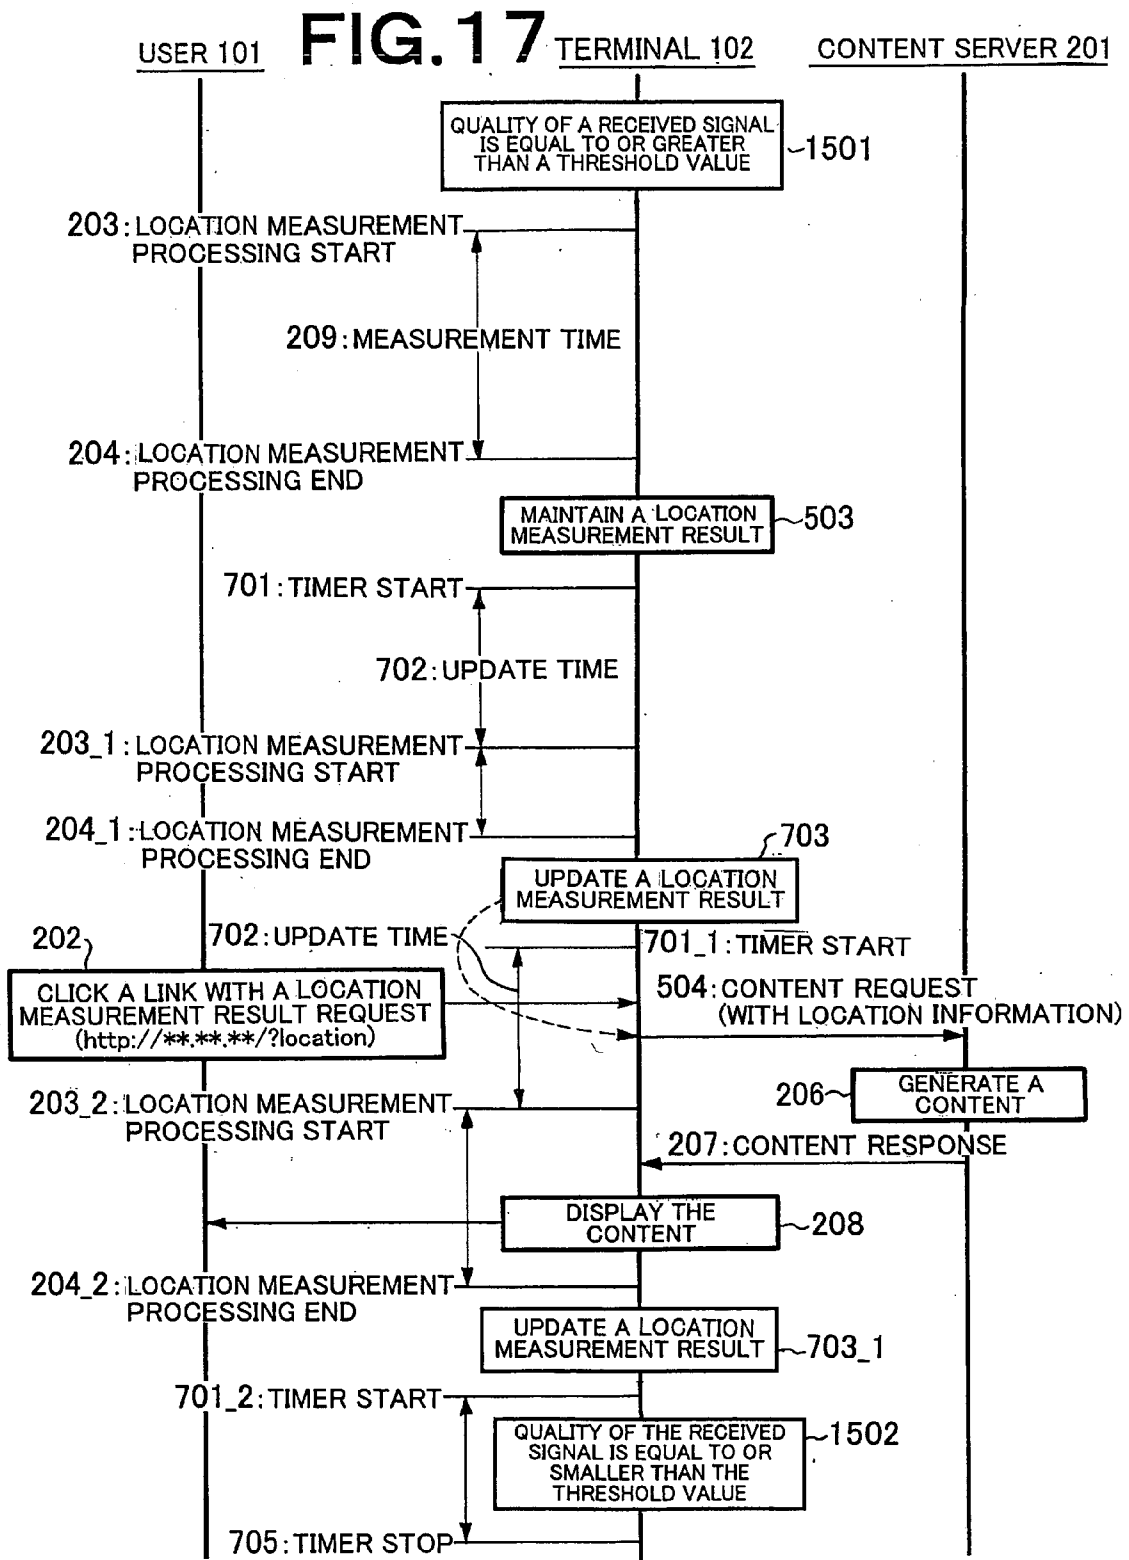 FIG.17
USER 101
TERMINAL 102
CONTENT SERVER 201
QUALITY OF A RECEIVED SIGNAL
IS EQUAL TO OR GREATER
THAN A THRESHOLD VALUE
1501
203:LOCATION MEASUREMENT
PROCESSING START
209:MEASUREMENT TIME
204:LOCATION MEASUREMENT
PROCESSING END
MAINTAIN A LOCATION
MEASUREMENT RESULT
503
701:TIMER START
702:UPDATE TIME
203_1:LOCATION MEASUREMENT
PROCESSING START
204_1:LOCATION MEASUREMENT
PROCESSING END
703
UPDATE A LOCATION
MEASUREMENT RESULT
202
702:UPDATE TIME
701_1:TIMER START
CLICK A LINK WITH A LOCATION
MEASUREMENT RESULT REQUEST
(http://**.**.**/?location)
504:CONTENT REQUEST
(WITH LOCATION INFORMATION)
206
GENERATE A
CONTENT
203_2:LOCATION MEASUREMENT
PROCESSING START
207:CONTENT RESPONSE
DISPLAY THE
CONTENT
208
204_2:LOCATION MEASUREMENT
PROCESSING END
UPDATE A LOCATION
MEASUREMENT RESULT
703_1
701_2:TIMER START
QUALITY OF THE RECEIVED
SIGNAL IS EQUAL TO OR
SMALLER THAN THE
THRESHOLD VALUE
1502
705:TIMER STOP